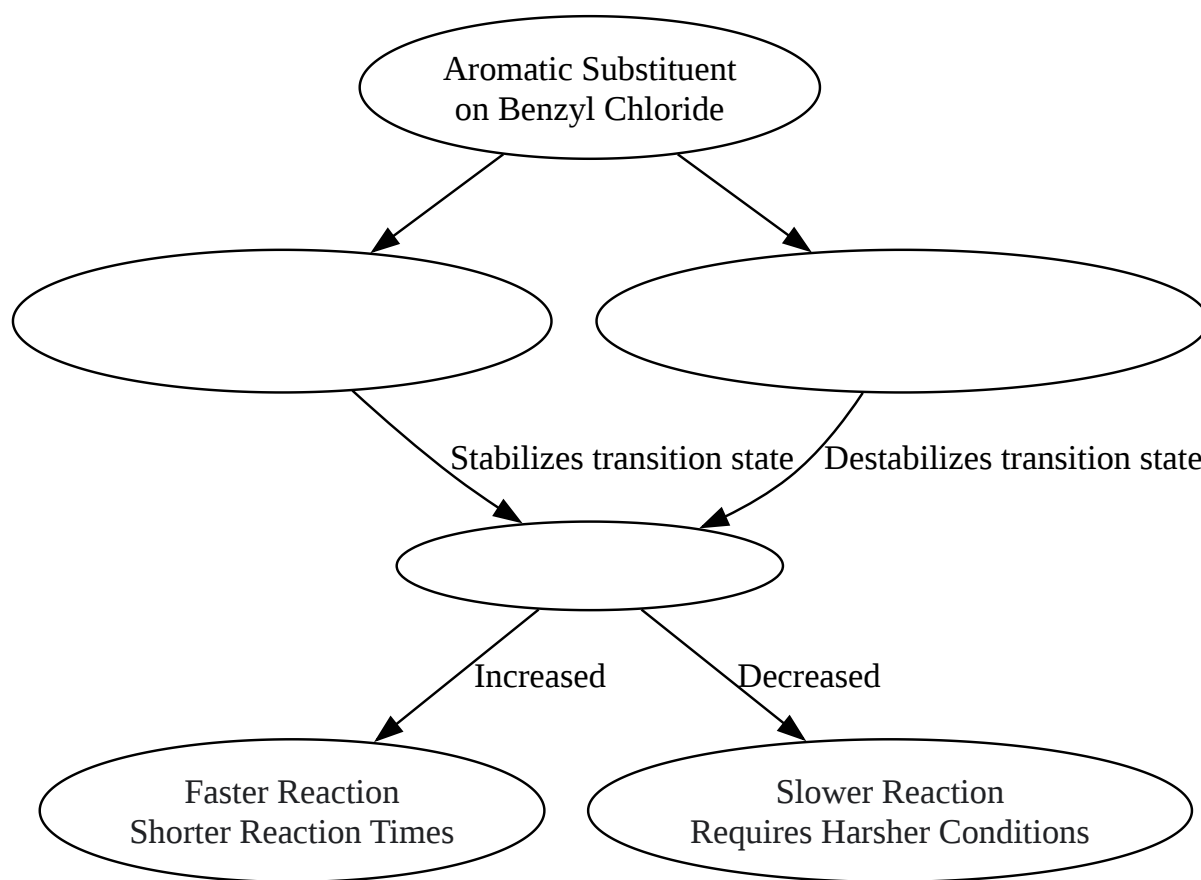 Aromatic Substituent
on Benzyl Chloride
Stabilizes transition state
Destabilizes transition state
Increased
Decreased
Faster Reaction
Shorter Reaction Times
Slower Reaction
Requires Harsher Conditions